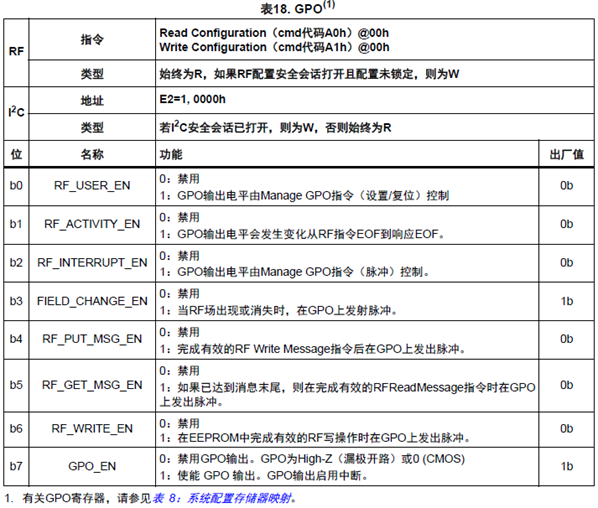 表18. GPO(1)
RF
指令
Read Configuration（cmd代码A0h）@00h
Write Configuration（cmd代码A1h）@00h
类型
始终为R，如果RF配置安全会话打开且配置未锁定，则为W
I2C
地址
E2=1, 0000h
类型
若I2C安全会话已打开，则为W，否则始终为R
位 名称 功能 出厂值
b0 RF_USER_EN
0：禁用
1：GPO输出电平由Manage GPO指令（设置/复位）控制
0b
b1 RF_ACTIVITY_EN
0：禁用
1：GPO输出电平会发生变化从RF指令EOF到响应EOF。
0b
b2 RF_INTERRUPT_EN
0：禁用
1：GPO输出电平由Manage GPO指令（脉冲）控制。
0b
b3 FIELD_CHANGE_EN
0：禁用
1：当RF场出现或消失时，在GPO上发射脉冲。
1b
b4 RF_PUT_MSG_EN
0：禁用
1：完成有效的RF Write Message指令后在GPO上发出脉冲。
0b
b5 RF_GET_MSG_EN
0：禁用
1：如果已达到消息末尾，则在完成有效的RFReadMessage指令时在GPO
上发出脉冲。
0b
b6 RF_WRITE_EN
0：禁用
1：在EEPROM中完成有效的RF写操作时在GPO上发出脉冲。
0b
b7 GPO_EN
0：禁用GPO输出。GPO为High-Z（漏极开路）或0 (CMOS)
1：使能 GPO 输出。GPO输出启用中断。
1b
1. 有关GPO寄存器，请参见表 8：系统配置存储器映射。